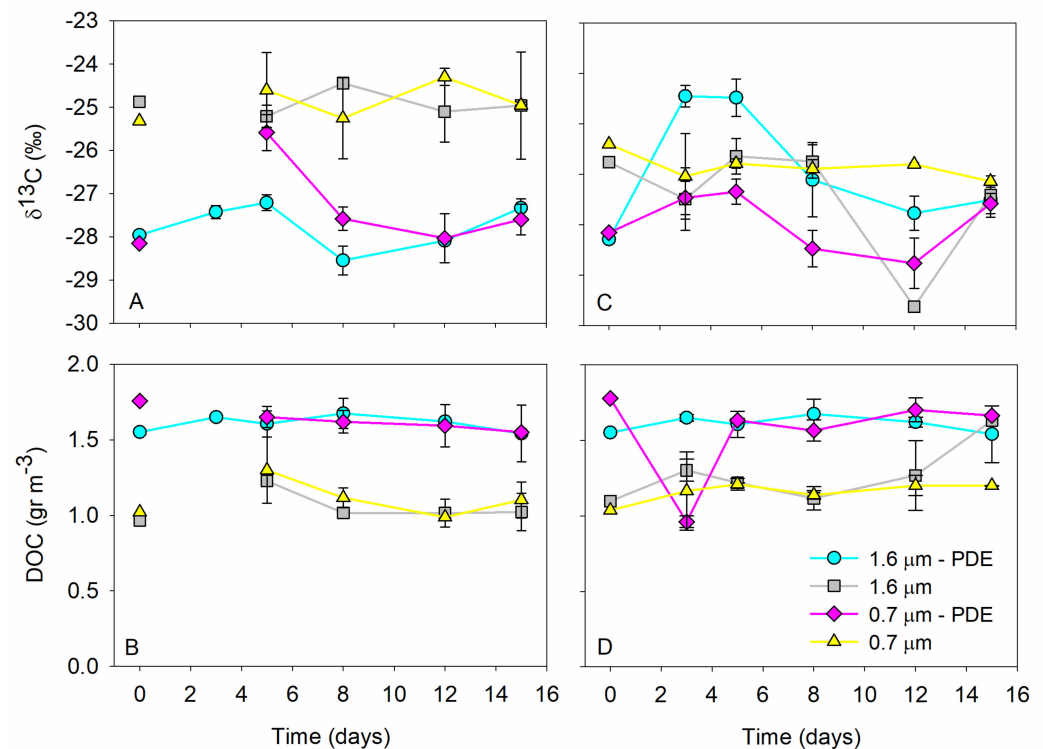 δ13C (‰)
-23
-24
-25
-26
-27
-28
-29
-30
A
C
DOC (gr m -3)
2.0
1.5
1.0
0.5
0.0
B
D
1.6 μm - PDE
1.6 μm
0.7 μm - PDE
0.7 μm
0 2 4 6 8 10 12 14 16
0 2 4 6 8 10 12 14 16
Time (days)
Time (days)